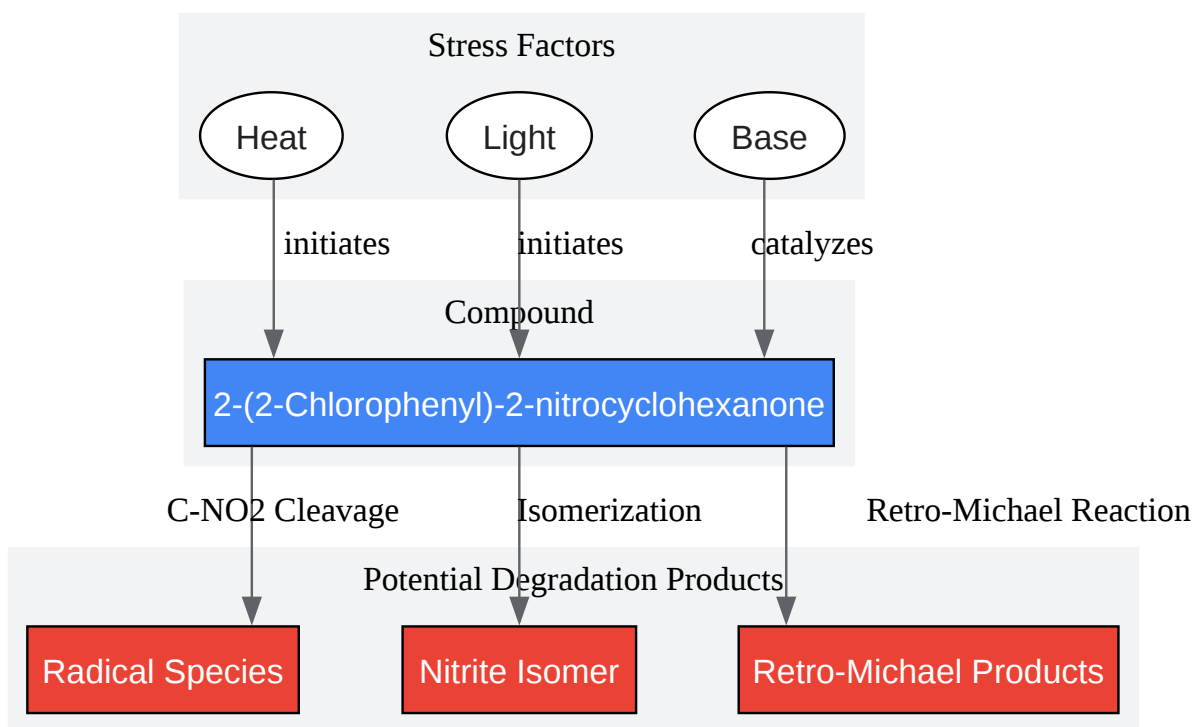 Stress Factors
Heat
Light
Base
initiates
initiates
catalyzes
Compound
2-(2-Chlorophenyl)-2-nitrocyclohexanone
C-NO2 Cleavage
Isomerization
Retro-Michael Reaction
Potential Degradation Products
Radical Species
Nitrite Isomer
Retro-Michael Products